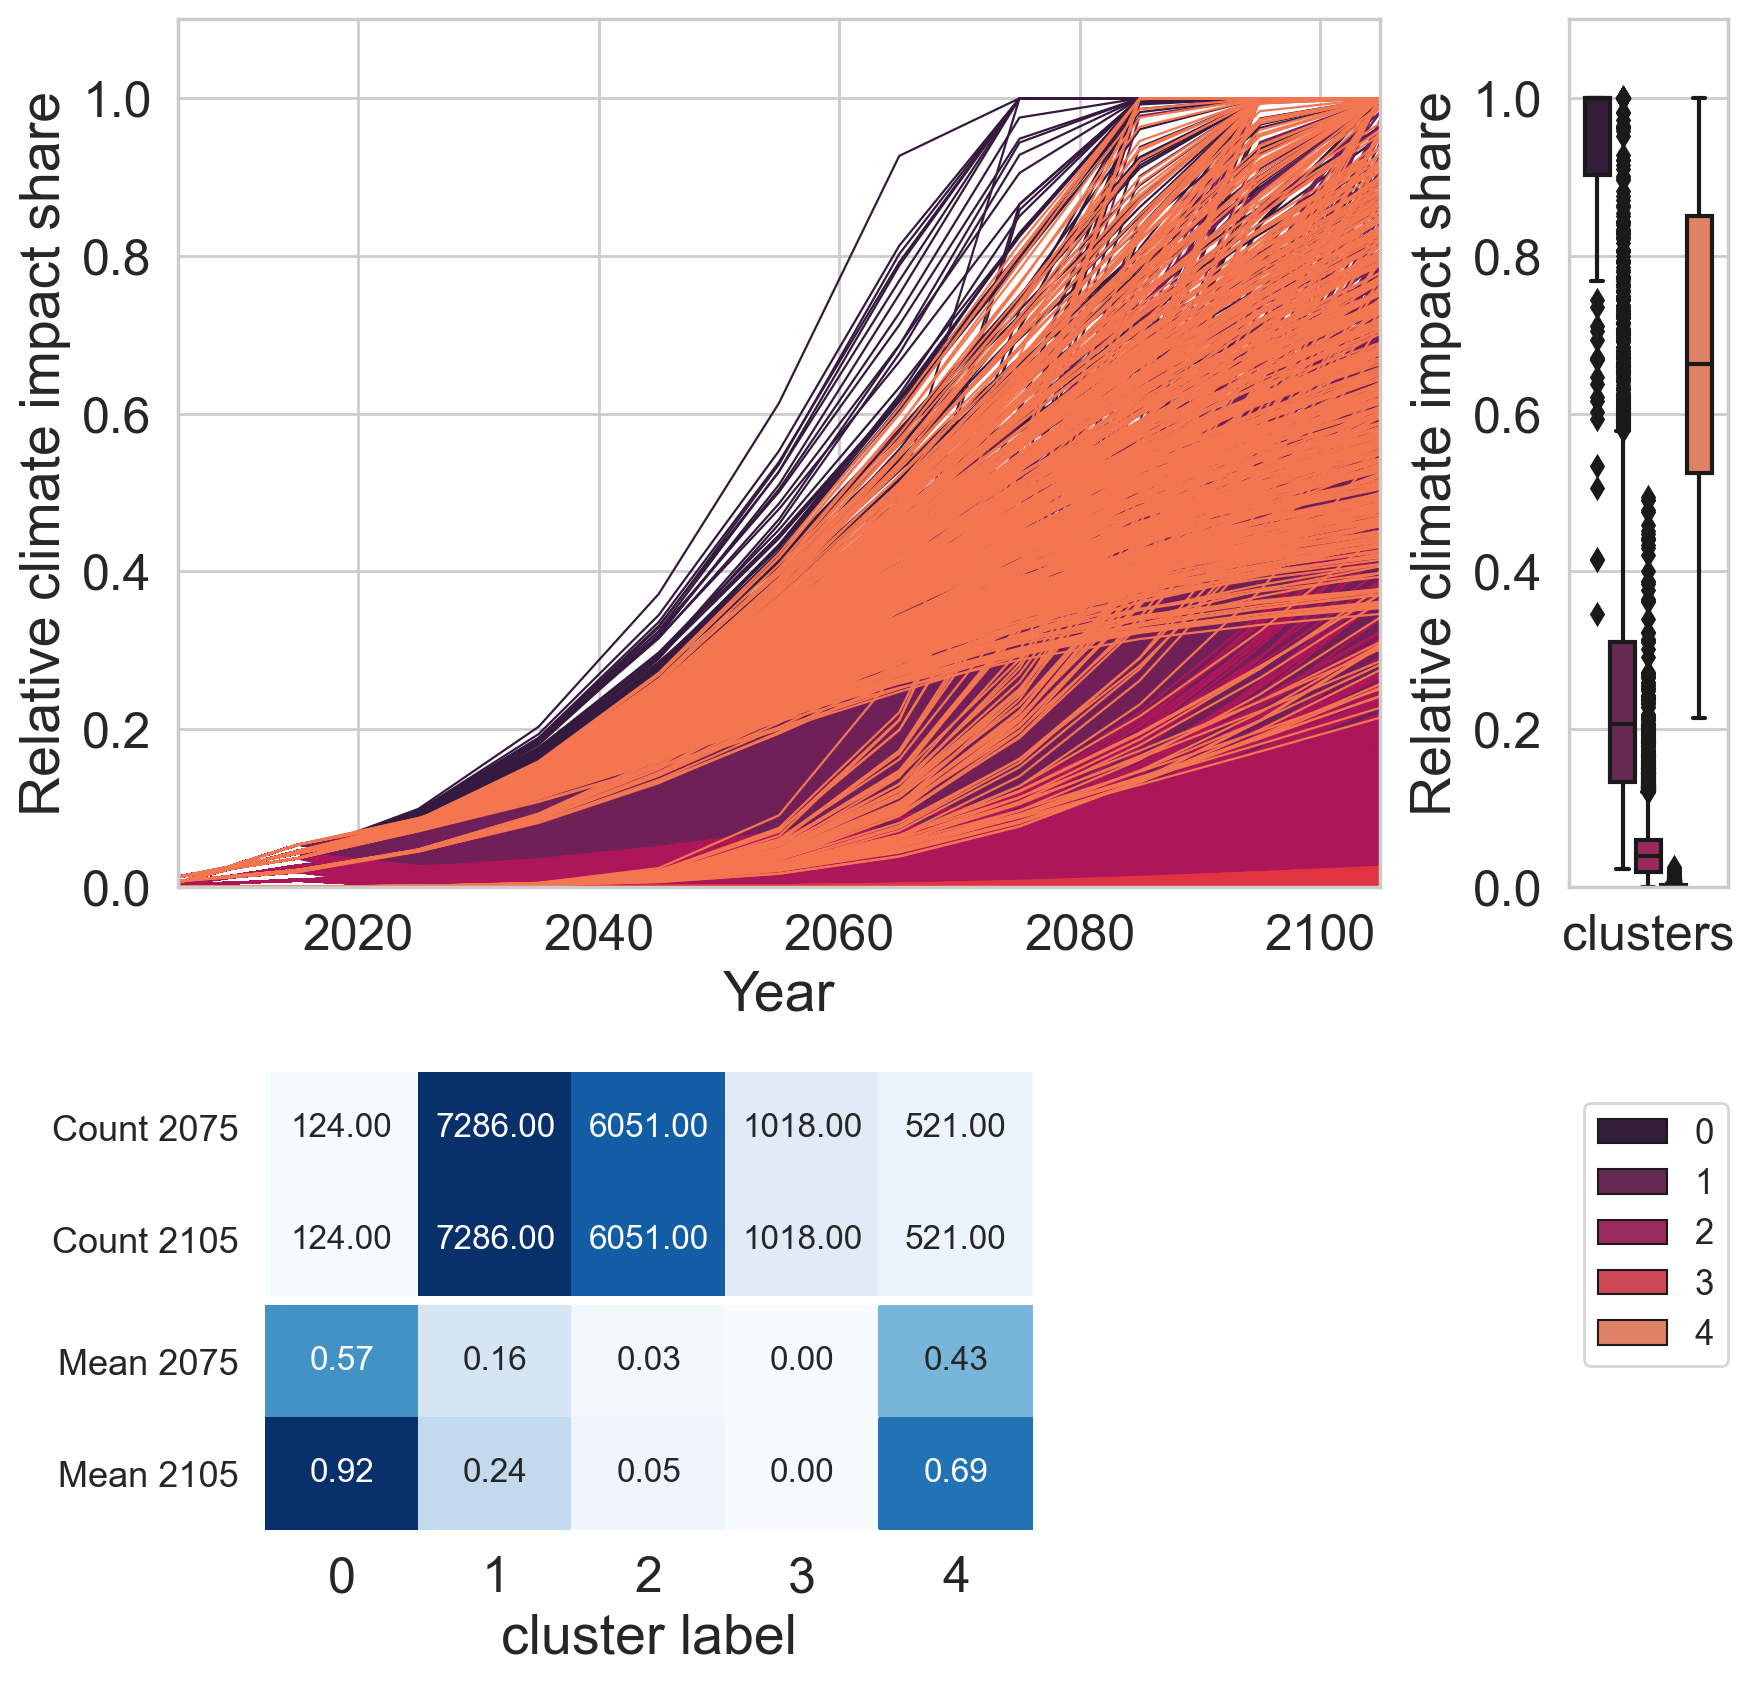 Relative climate impact share
1.0
0.8
0.6
0.4
0.2
0.0
2020 2040 2060 2080 2100
Year
Relative climate impact share
1.0
0.8
0.6
0.4
0.2
0.0
clusters
Count 2075 124.00 7286.00 6051.00 1018.00 521.00
Count 2105 124.00 7286.00 6051.00 1018.00 521.00
Mean 2075 0.57 0.16 0.03 0.00 0.43
Mean 2105 0.92 0.24 0.05 0.00 0.69
0 1 2 3 4
cluster label
0
1
2
3
4